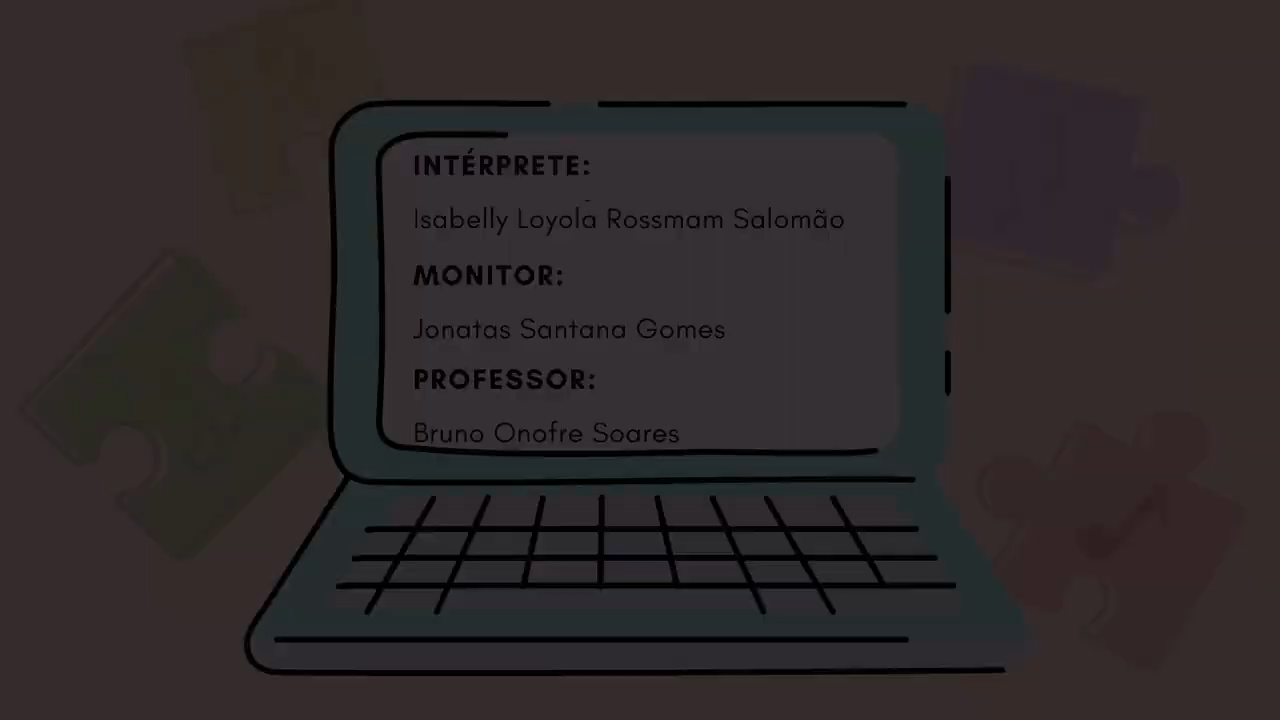 INTÉRPRETE:
Isabelly Loyola Rossmam Salomão
MONITOR:
Jonatas Santana Gomes
PROFESSOR:
Bruno Onofre Soares